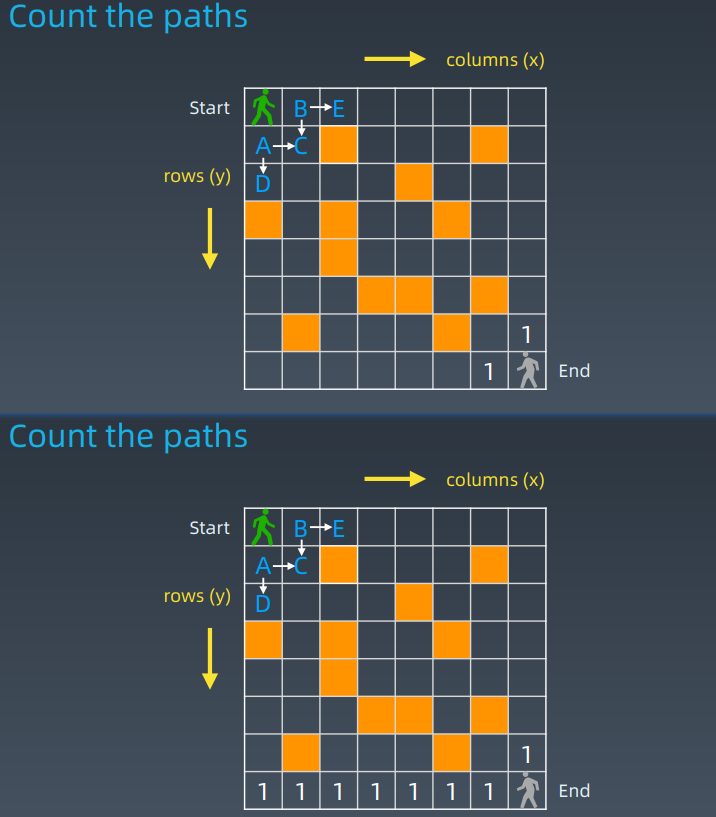 Count the paths
columns (x)
Start B E
A C
rows (y) D
1
1 End
Count the paths
columns (x)
Start B E
A C
rows (y) D
1
1 1 1 1 1 1 1 End